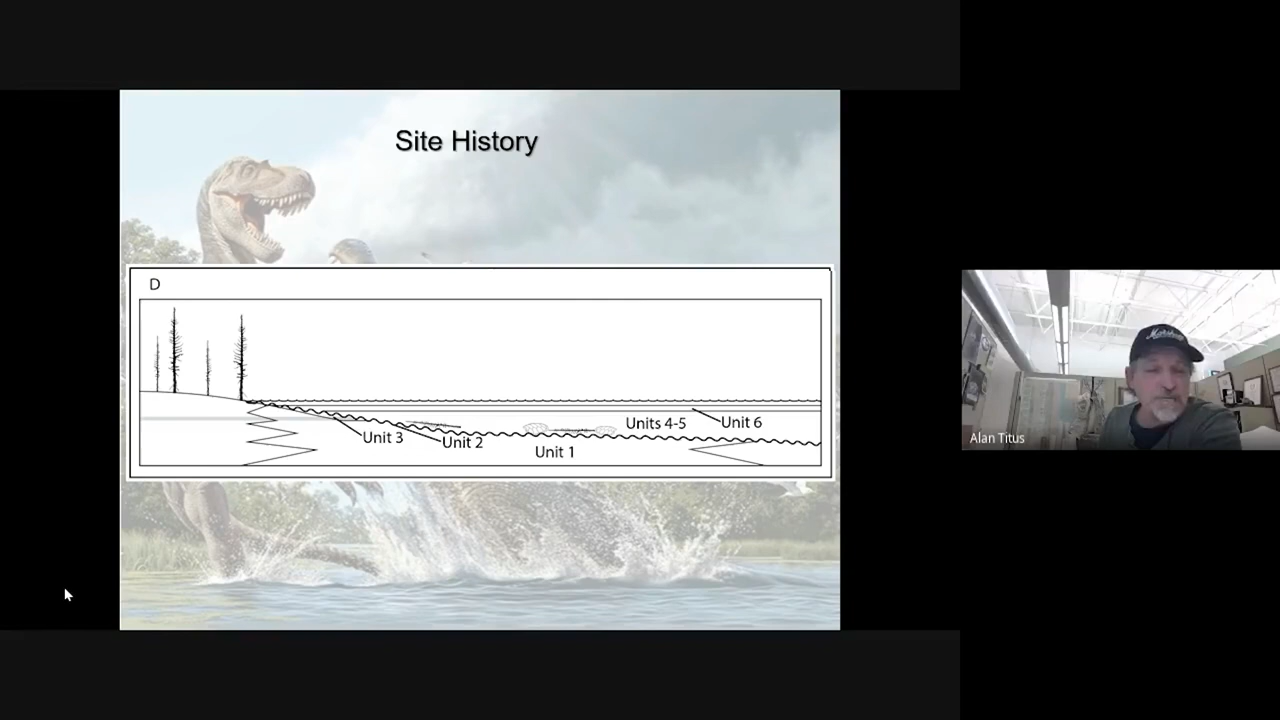 Site History
D
Units 4-5
Unit 6
Unit 3
Unit 2
Unit 1
Alan Titus